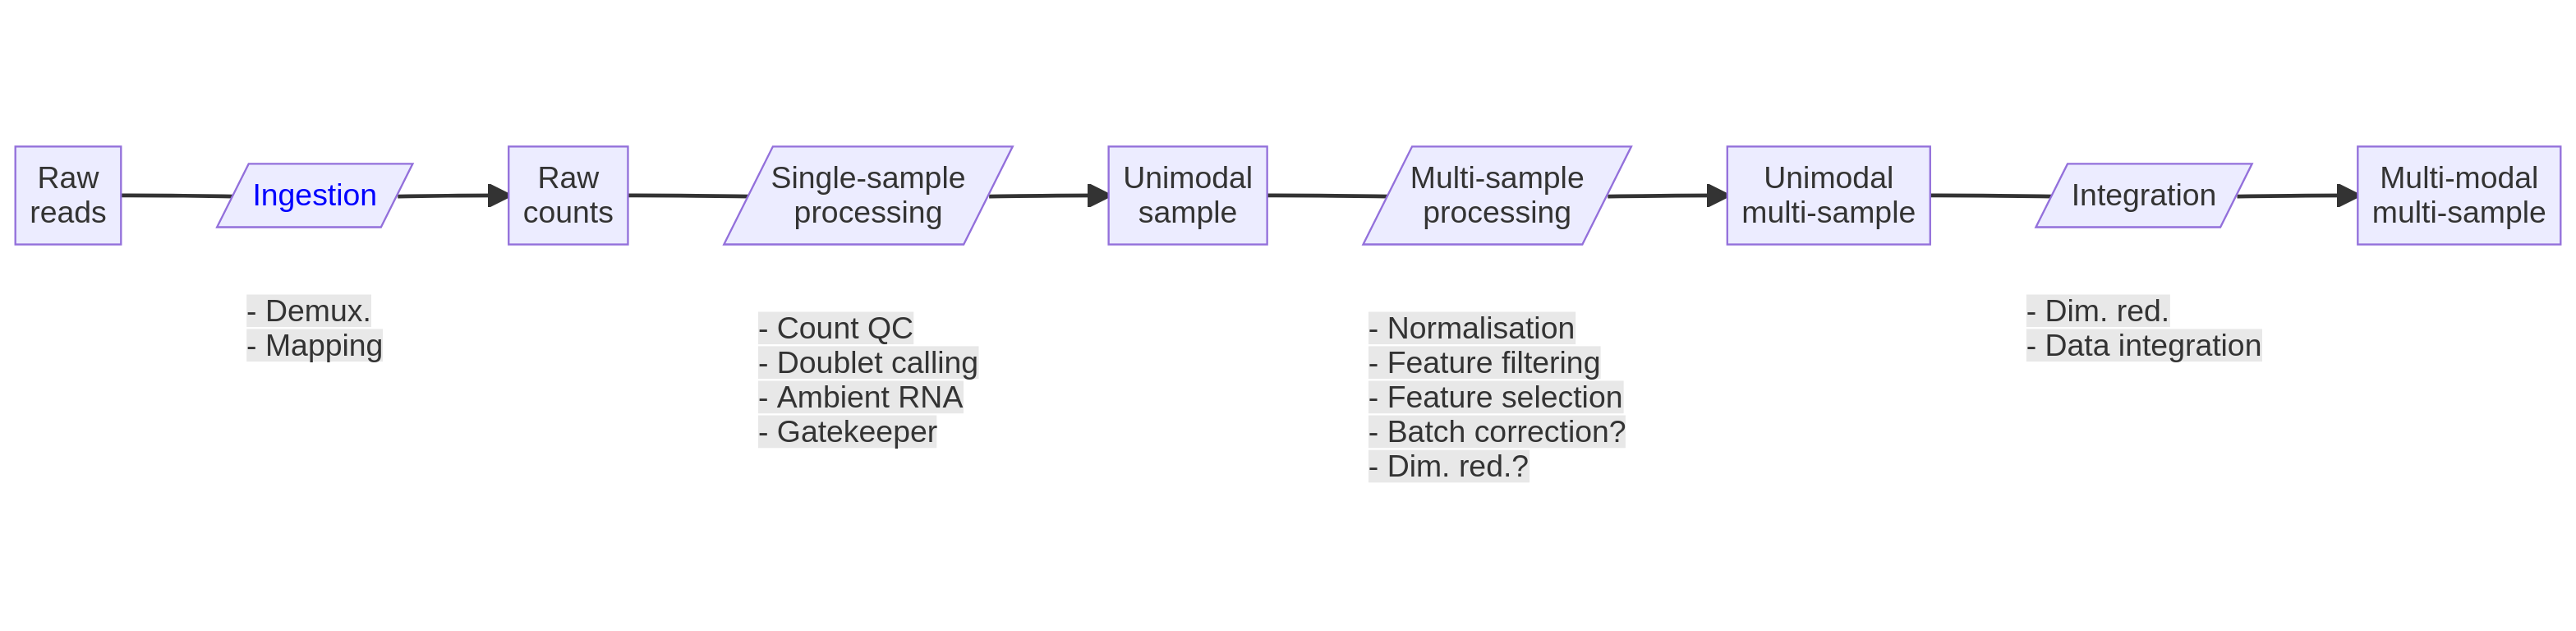 Raw
reads
Ingestion
Raw
counts
Single-sample
processing
Unimodal
sample
Multi-sample
processing
Unimodal
multi-sample
Integration
Multi-modal
multi-sample
- Demux.
- Mapping
- Count QC
- Doublet calling
- Ambient RNA
- Gatekeeper
- Normalisation
- Feature filtering
- Feature selection
- Batch correction?
- Dim. red.?
- Dim. red.
- Data integration